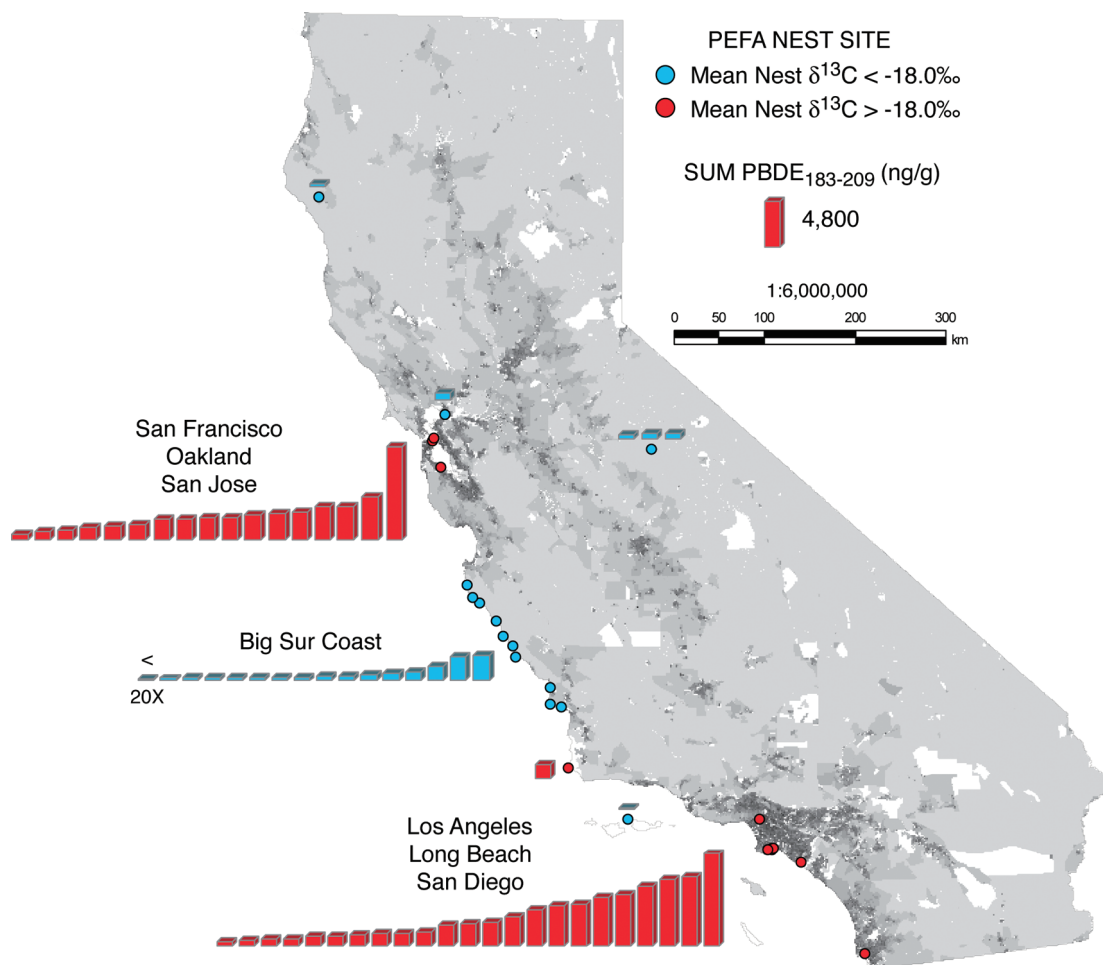 PEFA NEST SITE
Mean Nest δ13C < -18.0‰
Mean Nest δ13C > -18.0‰
SUM PBDE183-209 (ng/g)
4,800
1:6,000,000
0 50 100 200 300
km
San Francisco
Oakland
San Jose
Big Sur Coast
<
20X
Los Angeles
Long Beach
San Diego